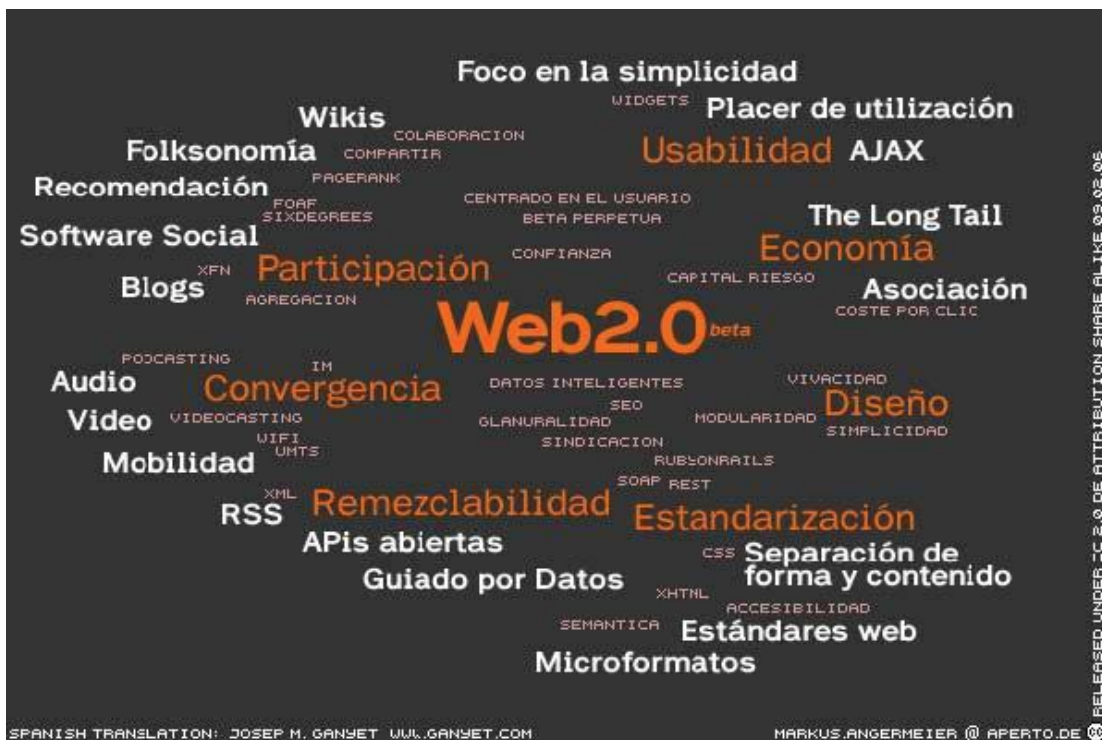 Foco en la simplicidad
WIDGETS
Placer de utilización
Wikis
COLABORACION
Usabilidad
AJAX
Folksonomía
COMPARTIR
Recomendación
PAGERANK
FOAF
CENTRADO EN EL USUARIO
SIXDEGREES
BETA PERPETUA
The Long Tail
Software Social
CONFIANZA
Economía
XFN
Participación
CAPITAL RIESGO
Blogs
AGREGACION
Asociación
COSTE POR CLIC
Web2.0 beta
PODCASTING
IM
Audio
Convergencia
DATOS INTELIGENTES
VIVACIDAD
SEO
Diseño
Video
VIDEOCASTING
GLANURALIDAD
MODULARIDAD
SIMPLICIDAD
WIFI
SINDICACION
UMTS
Mobilidad
RUBYONRAILS
SOAP
REST
XML
Remezclabilidad
RSS
Estandarización
APis abiertas
CSS
Separación de
forma y contenido
Guiado por Datos
XHTNL
ACCESIBILIDAD
SEMANTICA
Estándares web
Microformatos
SPANISH TRANSLATION: JOSEP M. GANYET WWW.GANYET.COM
MARKUS.ANGERMEIER @ APERTO.DE
RELEASED UNDER CC 2.0 DE ATTRIBUTION SHARE ALIKE 09.02.06